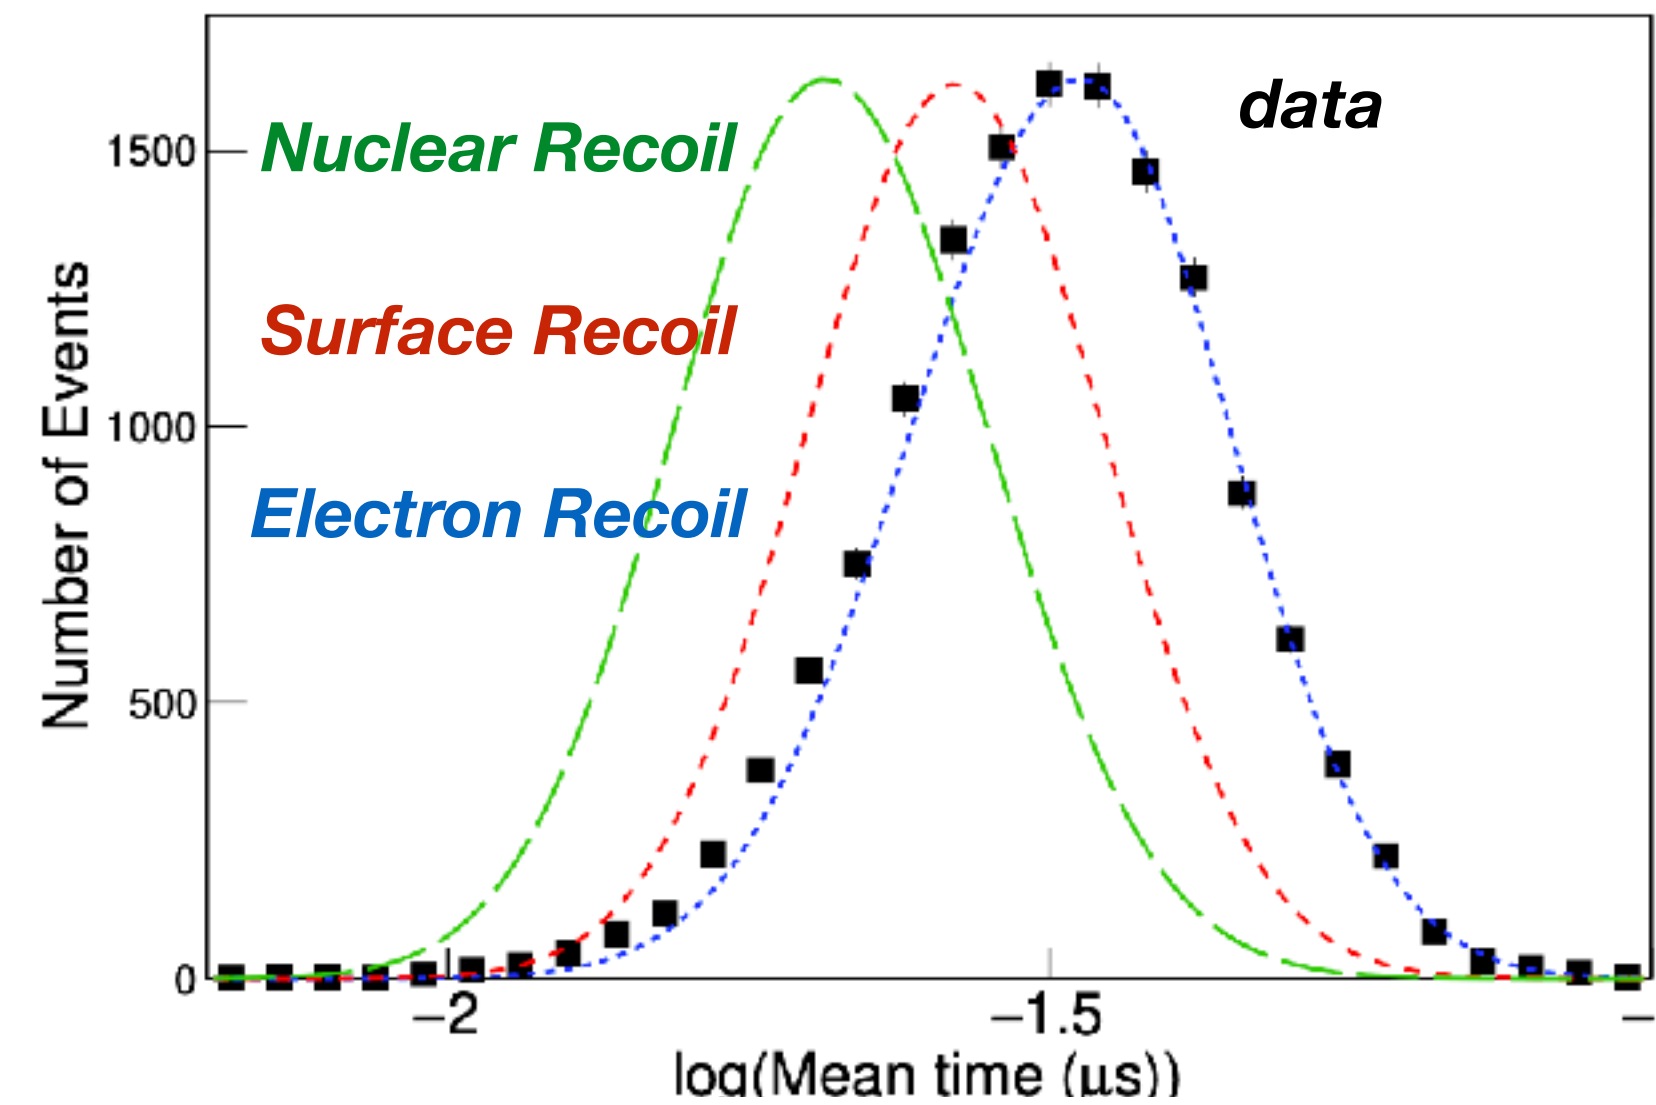 data
Nuclear Recoil
Surface Recoil
Electron Recoil
Number of Events
1500
1000
500
0
−2
−1.5
−
log(Mean time (μs))